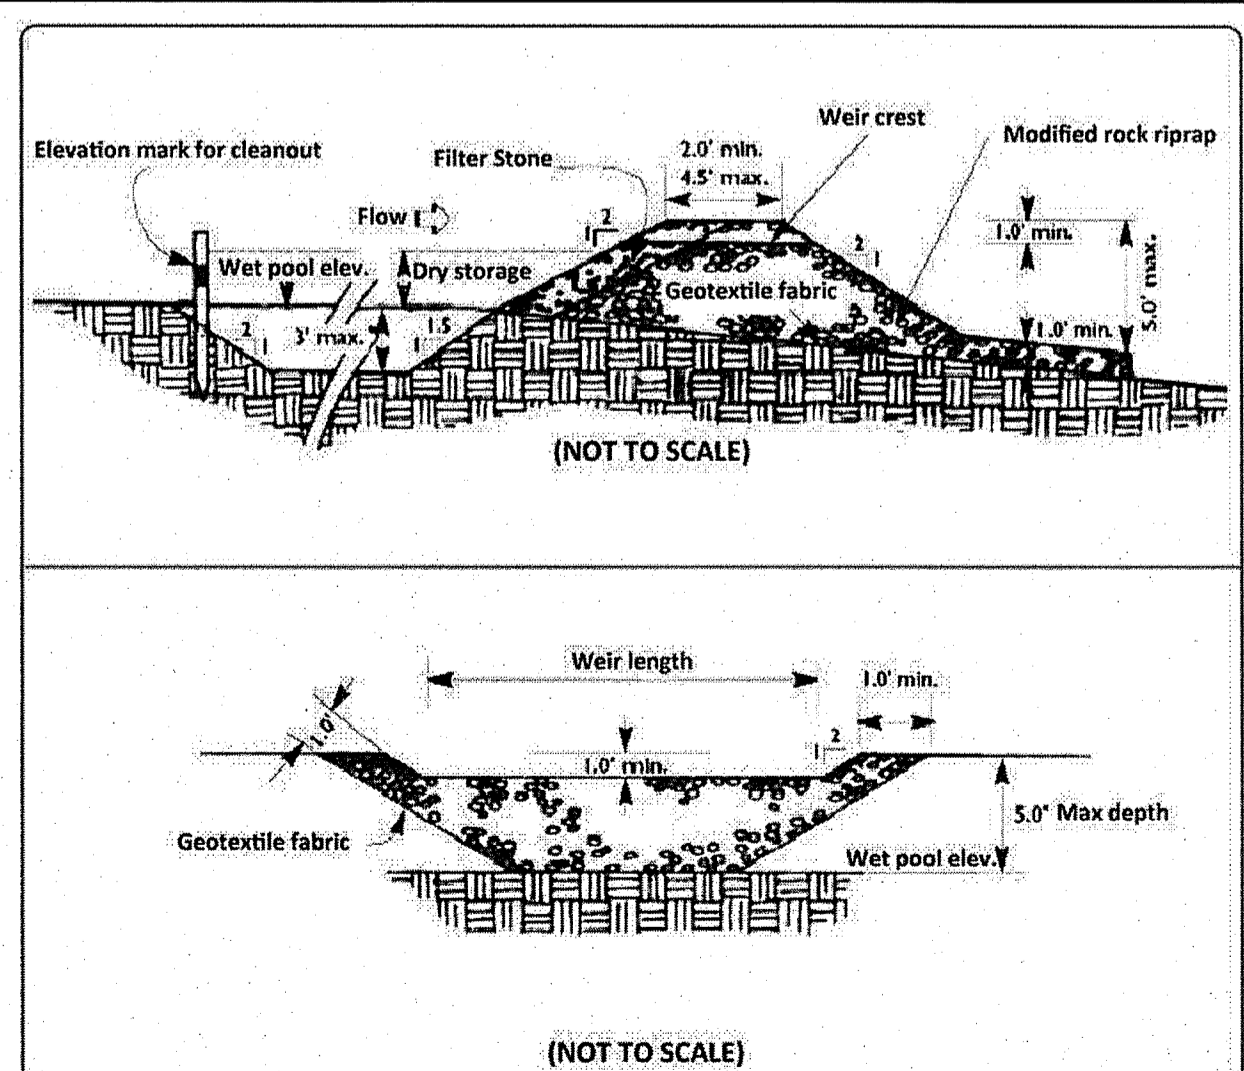 Weir crest
Elevation mark for cleanout
Filter Stone
2.0' min.
4.5' max.
Modified rock riprap
Flow
2
1
1.0' min.
5.0' max.
Wet pool elev.
Dry storage
2
1
Geotextile fabric
2
1
3' max.
1.5
1
1.0' min.
(NOT TO SCALE)
Weir length
1.0' min.
1.0'
2
1
1.0' min.
5.0" Max depth
Geotextile fabric
Wet pool elev.
(NOT TO SCALE)